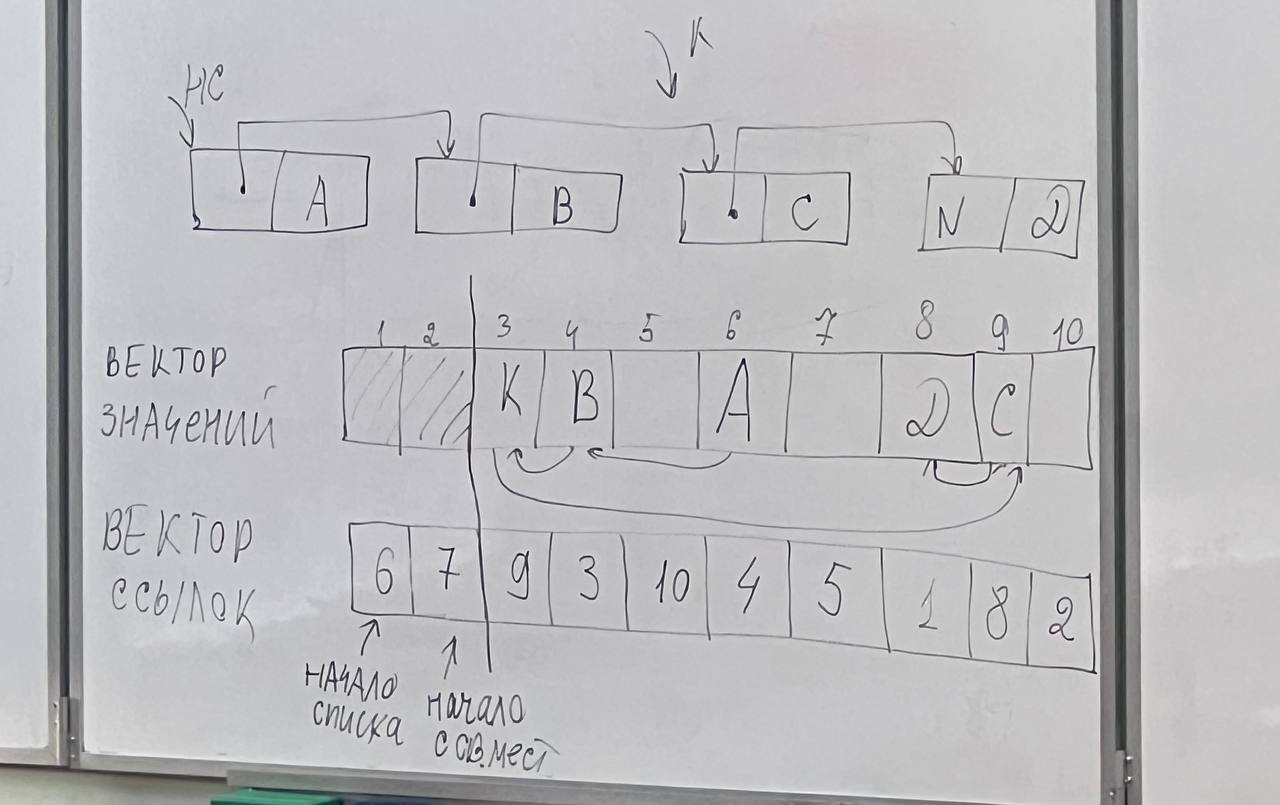 К
НС
А
В
С
N Д
1 2 3 4 5 6 7 8 9 10
ВЕКТОР
ЗНАЧЕНИЙ
К В А Д С
ВЕКТОР
ССЫЛОК
6 7 9 3 10 4 5 1 8 2
НАЧАЛО
СПИСКА
НАЧАЛО
ССВ.МЕСТ